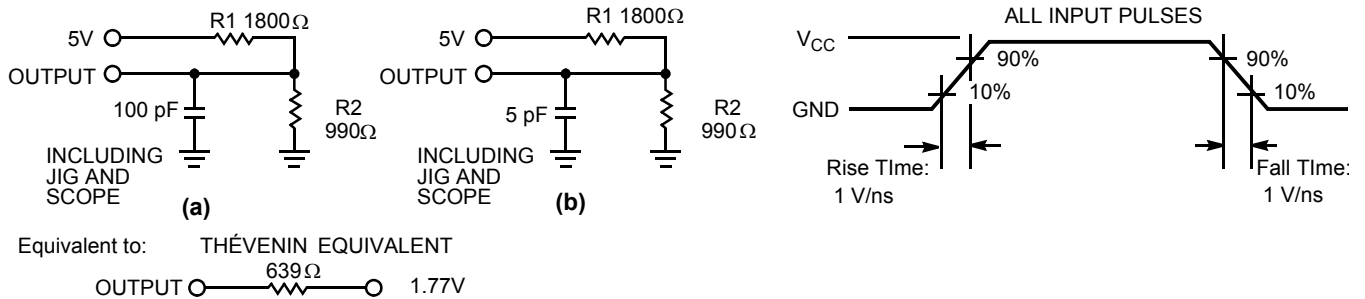 R1 1800Ω
5V
OUTPUT
100 pF
R2
990Ω
INCLUDING
JIG AND
SCOPE
(a)
R1 1800Ω
5V
OUTPUT
5 pF
R2
990Ω
INCLUDING
JIG AND
SCOPE
(b)
ALL INPUT PULSES
VCC
90%
10%
GND
90%
10%
Rise TIme:
1 V/ns
Fall TIme:
1 V/ns
Equivalent to: THÉVENIN EQUIVALENT
639Ω
OUTPUT 1.77V